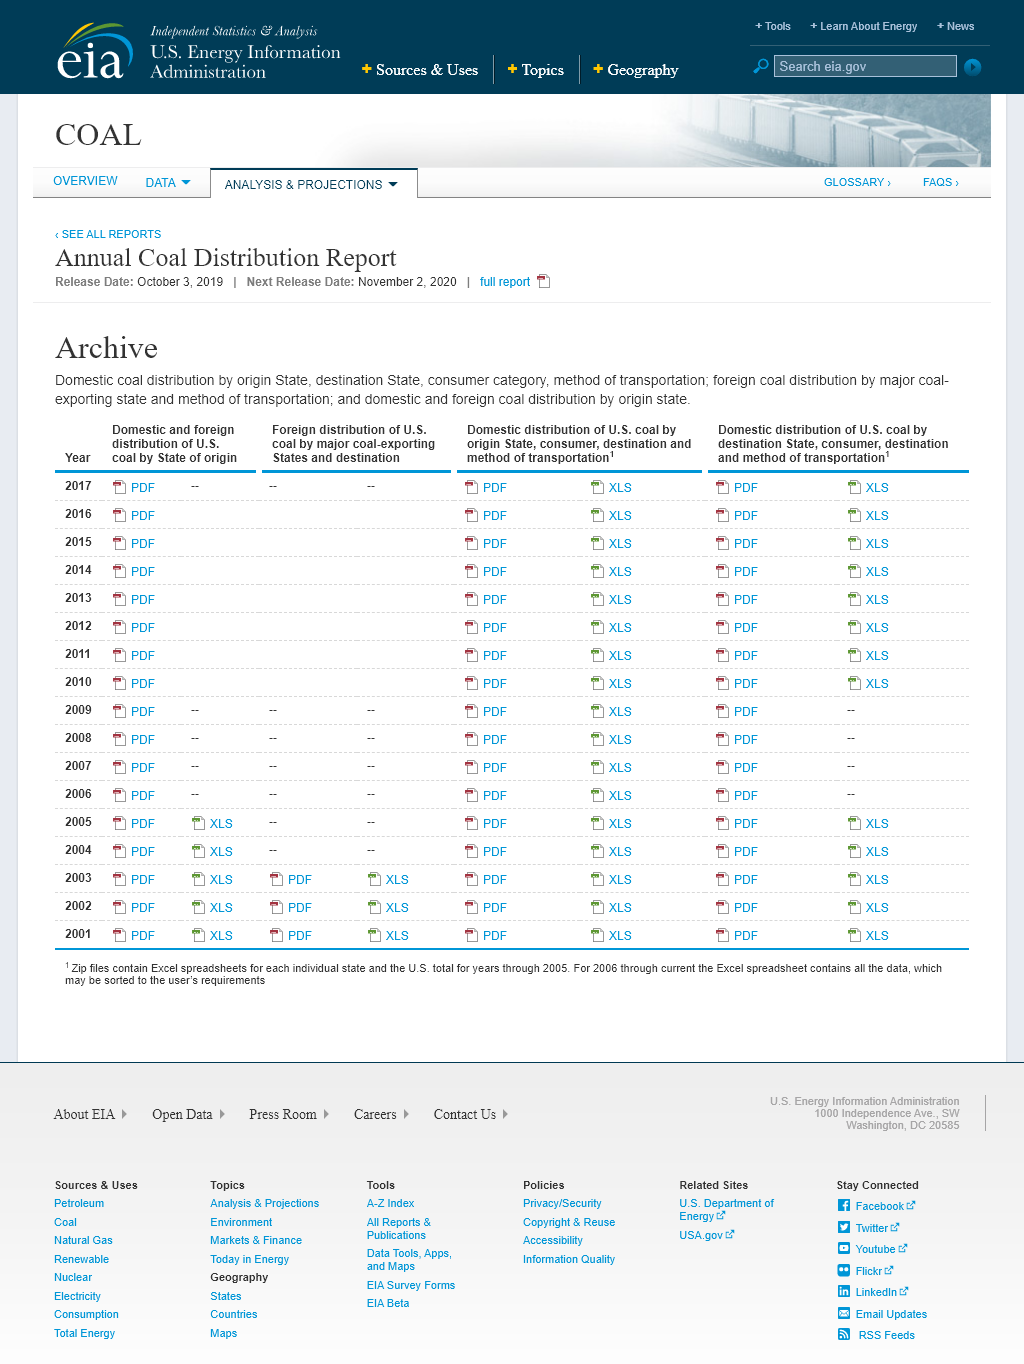 Independent Statistics & Analysis
eia U.S. Energy Information
Administration
+ Tools + Learn About Energy + News
+ Sources & Uses + Topics + Geography
Search eia.gov
COAL
OVERVIEW DATA ANALYSIS & PROJECTIONS GLOSSARY › FAQS ›
‹ SEE ALL REPORTS
Annual Coal Distribution Report
Release Date: October 3, 2019 | Next Release Date: November 2, 2020 | full report
Archive
Domestic coal distribution by origin State, destination State, consumer category, method of transportation; foreign coal distribution by major coal-
exporting state and method of transportation; and domestic and foreign coal distribution by origin state.
Domestic and foreign Foreign distribution of U.S. Domestic distribution of U.S. coal by Domestic distribution of U.S. coal by
distribution of U.S. coal by major coal-exporting origin State, consumer, destination and destination State, consumer, destination
Year coal by State of origin States and destination method of transportation1 and method of transportation1
2017 PDF -- -- -- PDF XLS PDF XLS
2016 PDF PDF XLS PDF XLS
2015 PDF PDF XLS PDF XLS
2014 PDF PDF XLS PDF XLS
2013 PDF PDF XLS PDF XLS
2012 PDF PDF XLS PDF XLS
2011 PDF PDF XLS PDF XLS
2010 PDF PDF XLS PDF XLS
2009 PDF -- -- -- PDF XLS PDF --
2008 PDF -- -- -- PDF XLS PDF --
2007 PDF -- -- -- PDF XLS PDF --
2006 PDF -- -- -- PDF XLS PDF --
2005 PDF XLS -- -- PDF XLS PDF XLS
2004 PDF XLS -- -- PDF XLS PDF XLS
2003 PDF XLS PDF XLS PDF XLS PDF XLS
2002 PDF XLS PDF XLS PDF XLS PDF XLS
2001 PDF XLS PDF XLS PDF XLS PDF XLS
1 Zip files contain Excel spreadsheets for each individual state and the U.S. total for years through 2005. For 2006 through current the Excel spreadsheet contains all the data, which
may be sorted to the user's requirements
About EIA Open Data Press Room Careers Contact Us
U.S. Energy Information Administration
1000 Independence Ave., SW
Washington, DC 20585
Sources & Uses
Petroleum
Coal
Natural Gas
Renewable
Nuclear
Electricity
Consumption
Total Energy
Topics
Analysis & Projections
Environment
Markets & Finance
Today in Energy
Geography
States
Countries
Maps
Tools
A-Z Index
All Reports &
Publications
Data Tools, Apps,
and Maps
EIA Survey Forms
EIA Beta
Policies
Privacy/Security
Copyright & Reuse
Accessibility
Information Quality
Related Sites
U.S. Department of
Energy
USA.gov
Stay Connected
Facebook
Twitter
Youtube
Flickr
LinkedIn
Email Updates
RSS Feeds